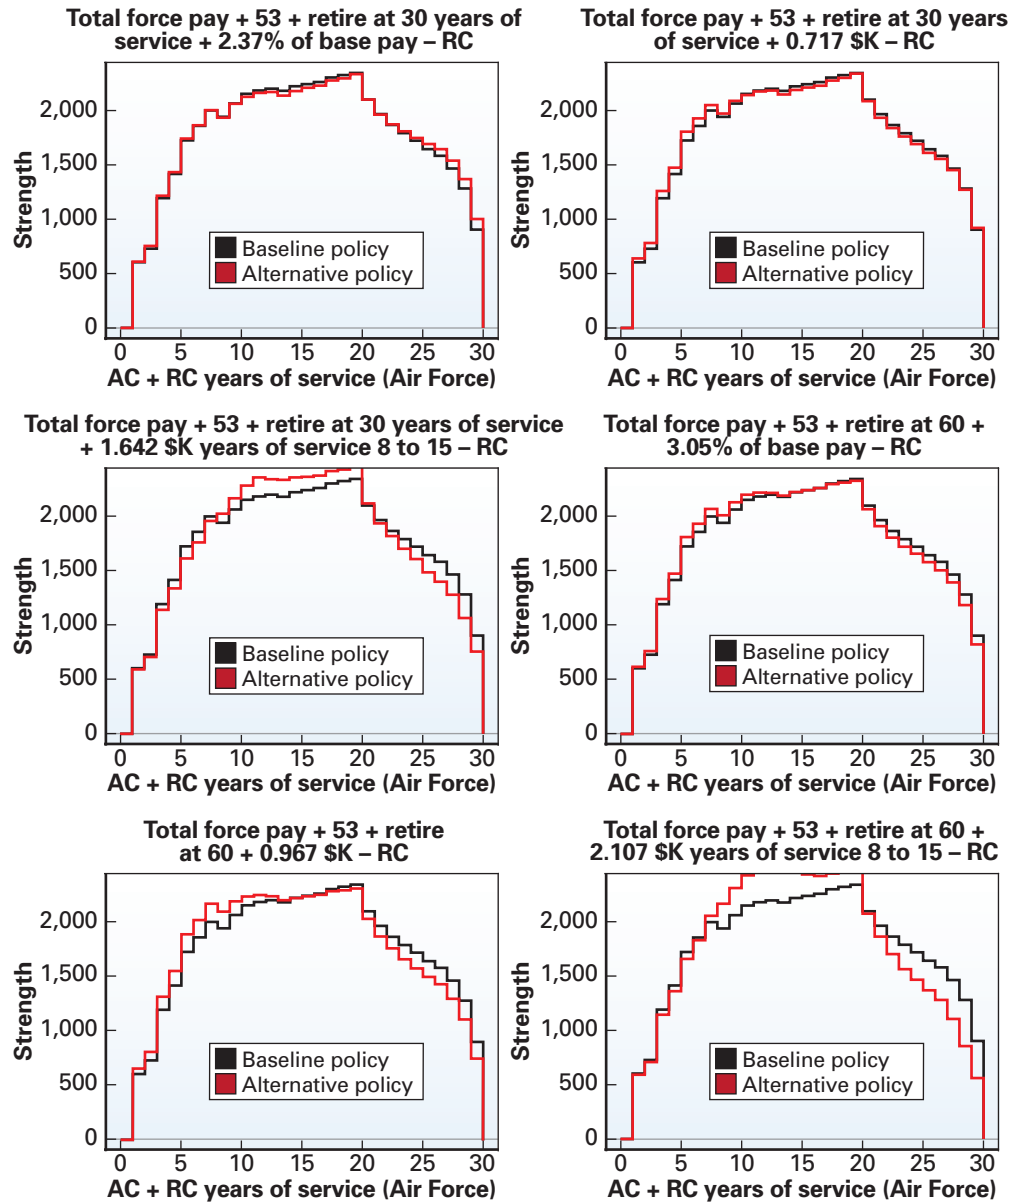 Total force pay + 53 + retire at 30 years of
service + 2.37% of base pay – RC
Strength
2,000
1,500
1,000
500
0
Baseline policy
Alternative policy
0 5 10 15 20 25 30
AC + RC years of service (Air Force)
Total force pay + 53 + retire at 30 years
of service + 0.717 $K – RC
Strength
2,000
1,500
1,000
500
0
Baseline policy
Alternative policy
0 5 10 15 20 25 30
AC + RC years of service (Air Force)
Total force pay + 53 + retire at 30 years of service
+ 1.642 $K years of service 8 to 15 – RC
Strength
2,000
1,500
1,000
500
0
Baseline policy
Alternative policy
0 5 10 15 20 25 30
AC + RC years of service (Air Force)
Total force pay + 53 + retire at 60 +
3.05% of base pay – RC
Strength
2,000
1,500
1,000
500
0
Baseline policy
Alternative policy
0 5 10 15 20 25 30
AC + RC years of service (Air Force)
Total force pay + 53 + retire
at 60 + 0.967 $K – RC
Strength
2,000
1,500
1,000
500
0
Baseline policy
Alternative policy
0 5 10 15 20 25 30
AC + RC years of service (Air Force)
Total force pay + 53 + retire at 60 +
2.107 $K years of service 8 to 15 – RC
Strength
2,000
1,500
1,000
500
0
Baseline policy
Alternative policy
0 5 10 15 20 25 30
AC + RC years of service (Air Force)